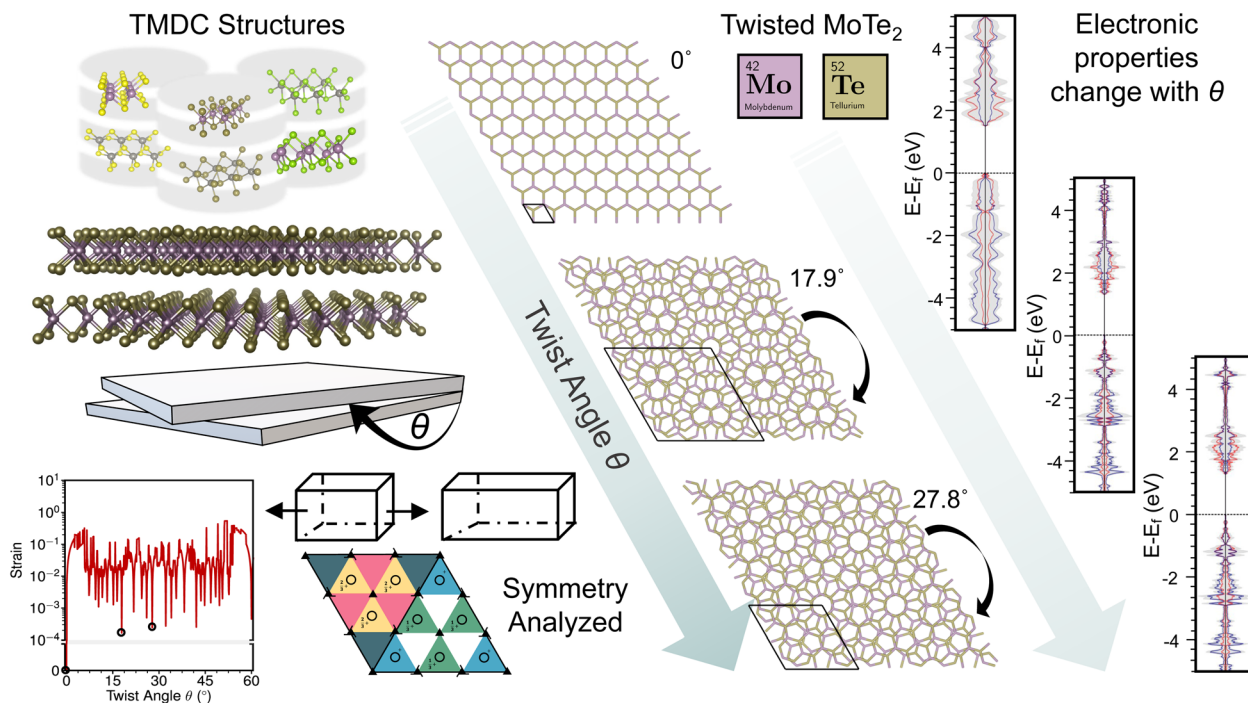 TMDC Structures
Twisted MoTe₂
Electronic
properties
change with θ
0°
42
Mo
Molybdenum
52
Te
Tellurium
17.9°
27.8°
Twist Angle θ
θ
E-E_f (eV)
4
2
0
-2
-4
E-E_f (eV)
4
2
0
-2
-4
E-E_f (eV)
4
2
0
-2
-4
Strain
10¹
10⁰
10⁻¹
10⁻²
10⁻³
10⁻⁴
0
0
15
30
45
60
Twist Angle θ (°)
Symmetry
Analyzed